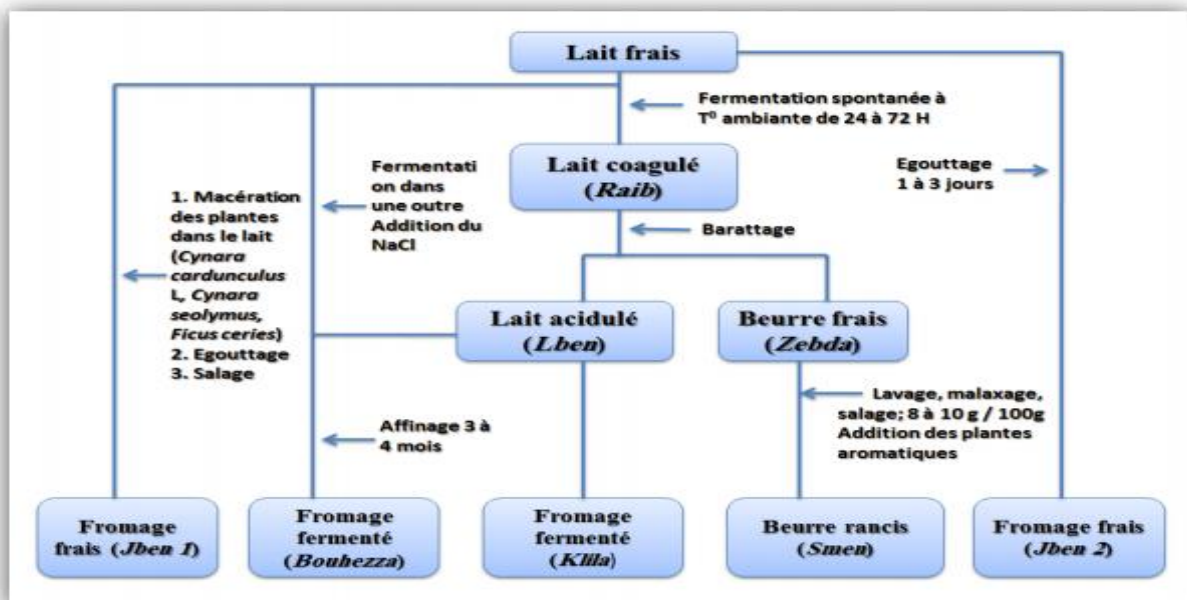 Lait frais
Fermentation spontanée à
T⁰ ambiante de 24 à 72 H
Lait coagulé
(Raib)
Egouttage
1 à 3 jours
Fermentati
on dans
une outre
Addition du
NaCl
1. Macération
des plantes
dans le lait
(Cynara
cardunculus
L, Cynara
seolymus,
Ficus ceries)
2. Egouttage
3. Salage
Barattage
Lait acidulé
(Lben)
Beurre frais
(Zebda)
Lavage, malaxage,
salage; 8 à 10 g / 100g
Addition des plantes
aromatiques
Affinage 3 à
4 mois
Fromage
frais (Jben 1)
Fromage
fermenté
(Bouhezza)
Fromage
fermenté
(Klila)
Beurre rancis
(Smen)
Fromage frais
(Jben 2)